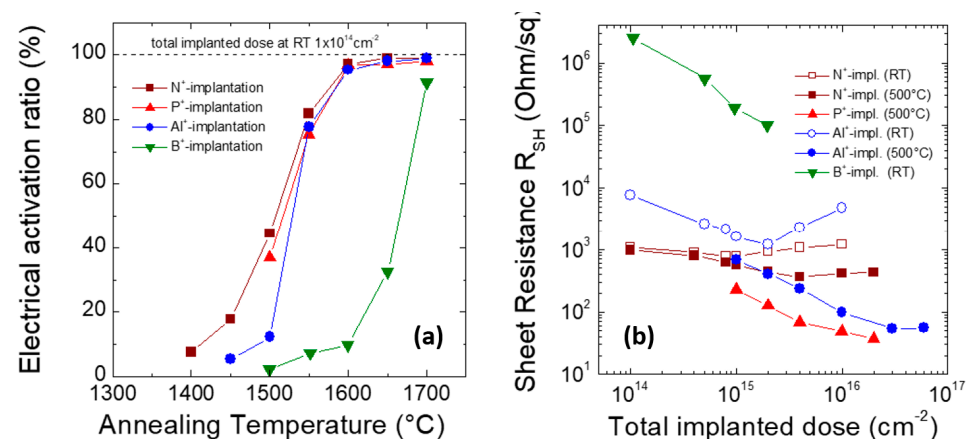 Electrical activation ratio (%)
100
80
60
40
20
0
total implanted dose at RT 1x10¹⁴cm⁻²
N⁺-implantation
P⁺-implantation
Al⁺-implantation
B⁺-implantation
(a)
1300 1400 1500 1600 1700
Annealing Temperature (°C)
Sheet Resistance R_SH (Ohm/sq)
10⁶
10⁵
10⁴
10³
10²
10¹
N⁺-impl. (RT)
N⁺-impl. (500°C)
P⁺-impl. (500°C)
Al⁺-impl. (RT)
Al⁺-impl. (500°C)
B⁺-impl. (RT)
(b)
10¹⁴ 10¹⁵ 10¹⁶ 10¹⁷
Total implanted dose (cm⁻²)